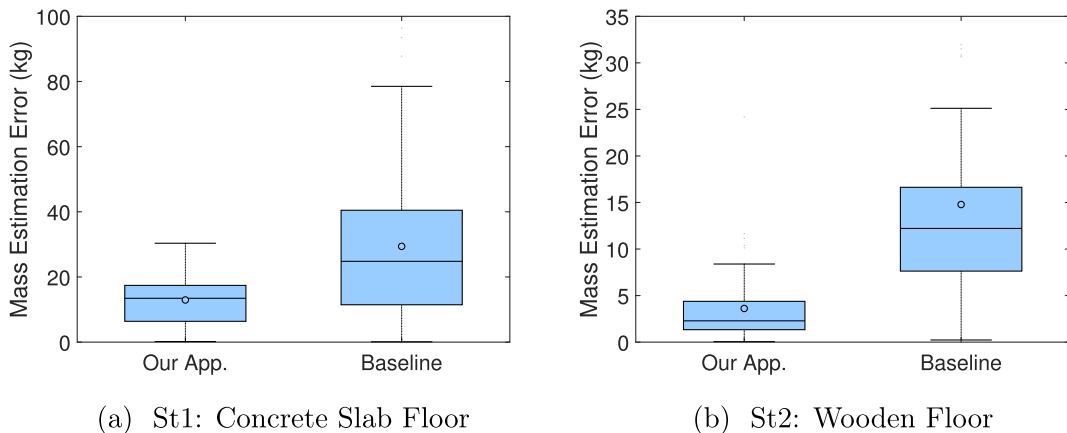 Mass Estimation Error (kg)
100
80
60
40
20
0
Our App.
Baseline
(a) St1: Concrete Slab Floor
Mass Estimation Error (kg)
35
30
25
20
15
10
5
0
Our App.
Baseline
(b) St2: Wooden Floor